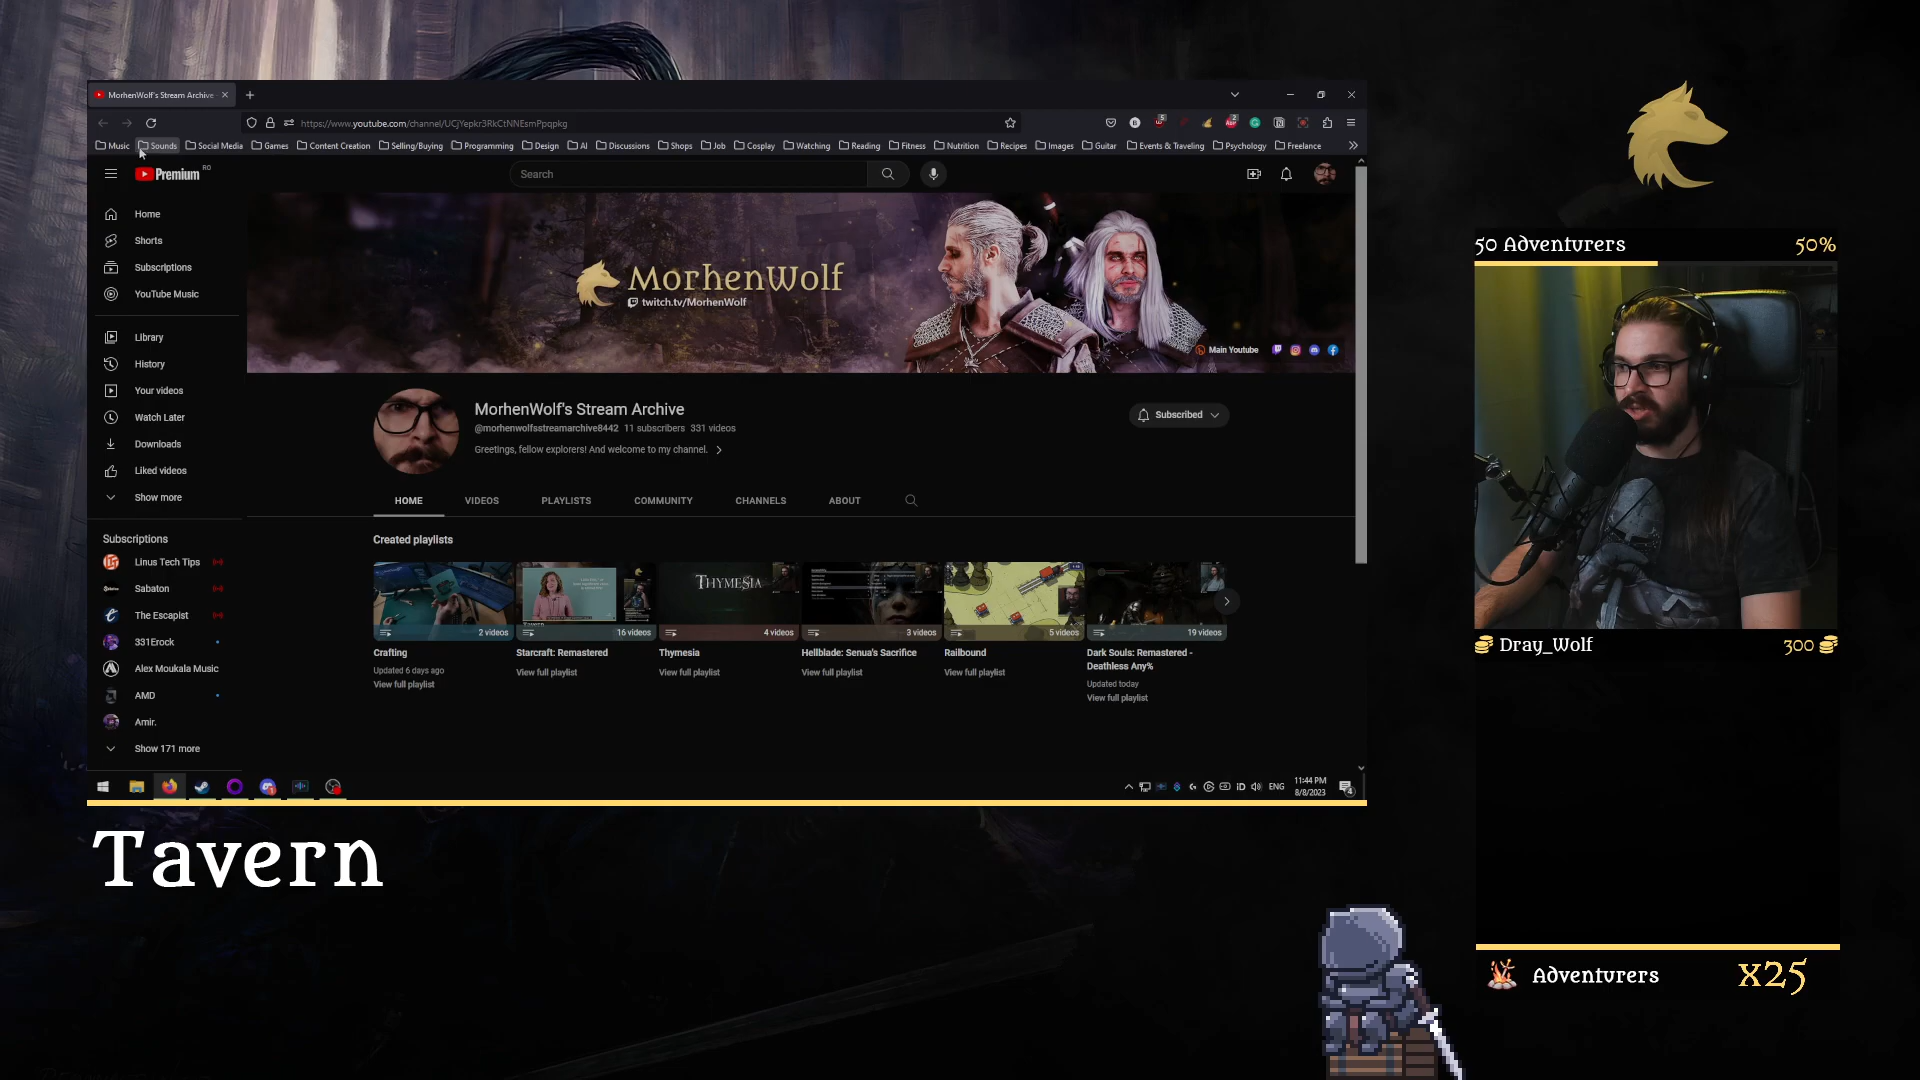 MorhenWolf's Stream Archive
https://www.youtube.com/channel/UCjYepkr3RkCtNNEsmPpqpkg
Music Sounds Social Media Games Content Creation Selling/Buying Programming Design AI Discussions Shops Job Cosplay Watching Reading Fitness Nutrition Recipes Images Guitar Events & Traveling Psychology Freelance
Premium RO
Search
Home
Shorts
Subscriptions
YouTube Music
Library
History
Your videos
Watch Later
Downloads
Liked videos
Show more
Subscriptions
Linus Tech Tips
Sabaton
The Escapist
331Erock
Alex Moukala Music
AMD
Amir.
Show 171 more
MorhenWolf
twitch.tv/MorhenWolf
Main Youtube
MorhenWolf's Stream Archive
@morhenwolfsstreamarchive8442 11 subscribers 331 videos
Greetings, fellow explorers! And welcome to my channel.
Subscribed
HOME VIDEOS PLAYLISTS COMMUNITY CHANNELS ABOUT
Created playlists
THYMESIA
2 videos 16 videos 4 videos 3 videos 5 videos 19 videos
Crafting
Updated 6 days ago
View full playlist
Starcraft: Remastered
View full playlist
Thymesia
View full playlist
Hellblade: Senua's Sacrifice
View full playlist
Railbound
View full playlist
Dark Souls: Remastered -
Deathless Any%
Updated today
View full playlist
ENG
11:44 PM
8/8/2023
Tavern
50 Adventurers 50%
Dray_Wolf 300
Adventurers x25